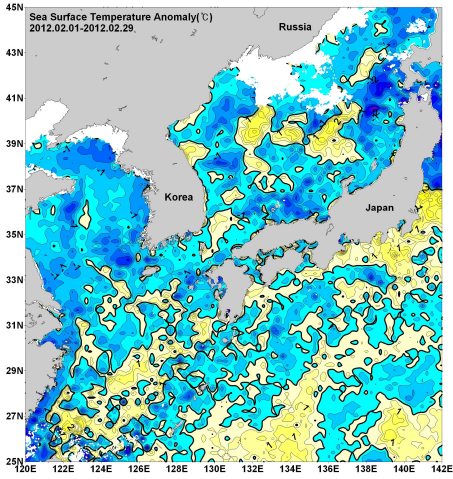 Sea Surface Temperature Anomaly(℃)
2012.02.01-2012.02.29
Russia
Korea
Japan
45N
43N
41N
39N
37N
35N
33N
31N
29N
27N
25N
120E 122E 124E 126E 128E 130E 132E 134E 136E 138E 140E 142E